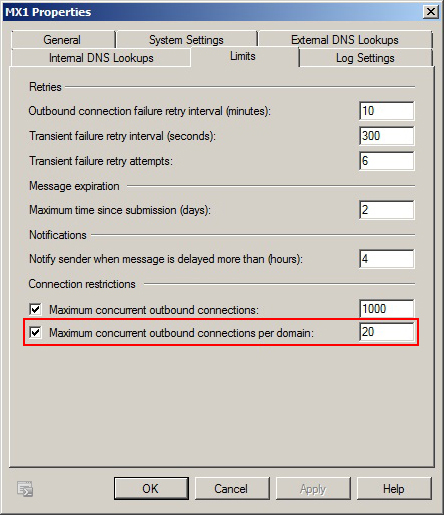 MX1 Properties
General System Settings External DNS Lookups
Internal DNS Lookups Limits Log Settings
Retries
Outbound connection failure retry interval (minutes): 10
Transient failure retry interval (seconds): 300
Transient failure retry attempts: 6
Message expiration
Maximum time since submission (days): 2
Notifications
Notify sender when message is delayed more than (hours): 4
Connection restrictions
Maximum concurrent outbound connections: 1000
Maximum concurrent outbound connections per domain: 20
OK Cancel Apply Help